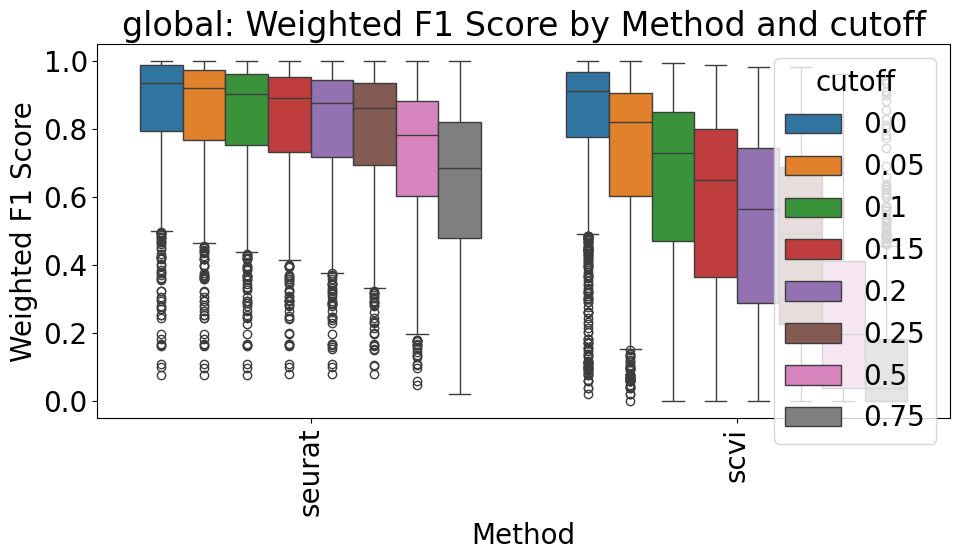 global: Weighted F1 Score by Method and cutoff
Weighted F1 Score
1.0
0.8
0.6
0.4
0.2
0.0
cutoff
0.0
0.05
0.1
0.15
0.2
0.25
0.5
0.75
seurat
scvi
Method